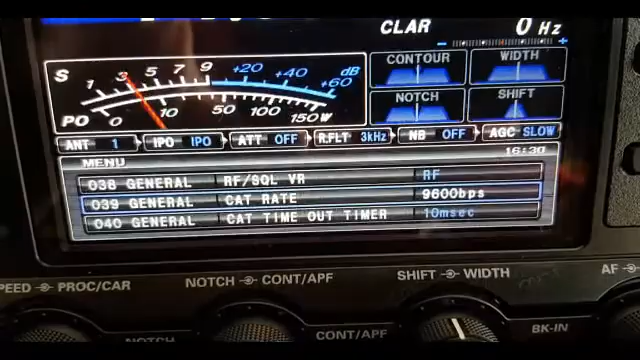 CLAR 0 Hz
S 1 3 5 7 9 +20 +40 +60 dB
PO 0 10 50 100 150 W
CONTOUR WIDTH
NOTCH SHIFT
ANT 1 IPO IPO ATT OFF R.FLT 3kHz NB OFF AGC SLOW
MENU 16:30
038 GENERAL RF/SQL VR RF
039 GENERAL CAT RATE 9600bps
040 GENERAL CAT TIME OUT TIMER 10msec
PEED PROC/CAR NOTCH CONT/APF SHIFT WIDTH AF
NOTCH CONT/APF BK-IN